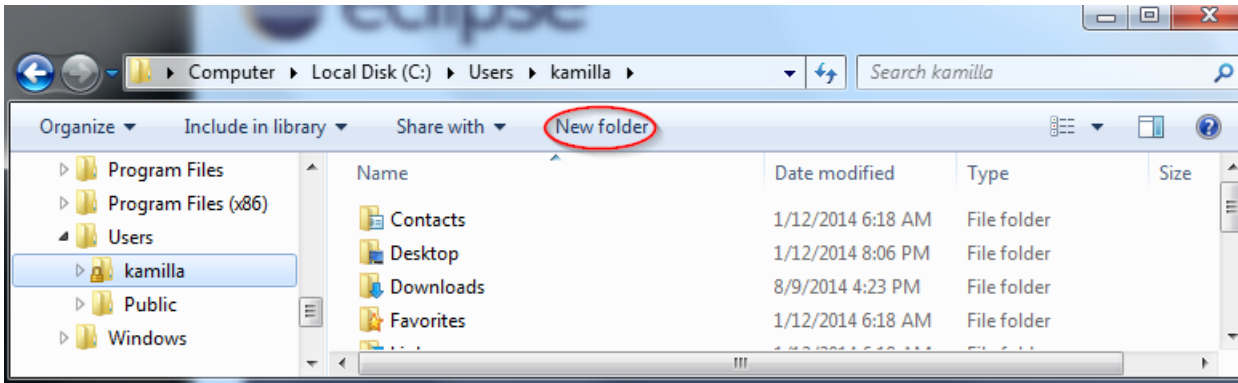 eclipse
Computer Local Disk (C:) Users kamilla Search kamilla
Organize Include in library Share with New folder
Program Files
Program Files (x86)
Users
kamilla
Public
Windows
Name Date modified Type Size
Contacts 1/12/2014 6:18 AM File folder
Desktop 1/12/2014 8:06 PM File folder
Downloads 8/9/2014 4:23 PM File folder
Favorites 1/12/2014 6:18 AM File folder